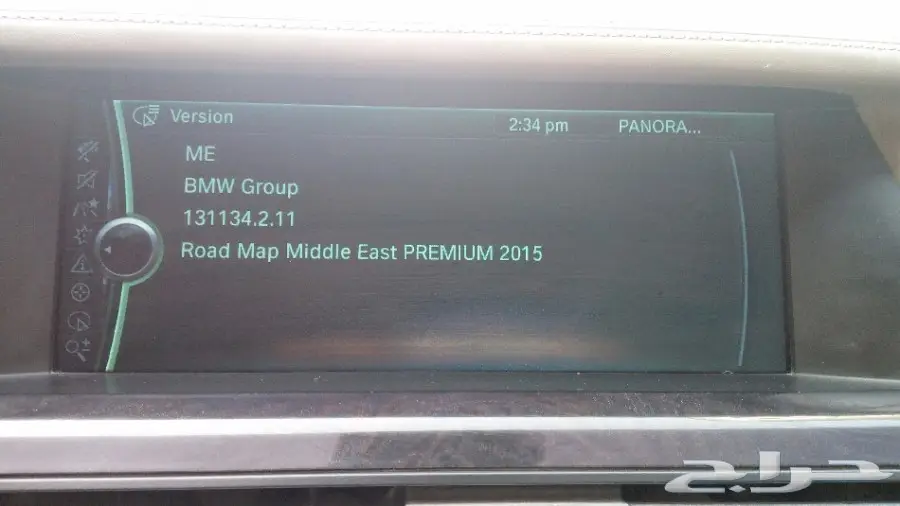 Version
2:34 pm
PANORA...
ME
BMW Group
131134.2.11
Road Map Middle East PREMIUM 2015
حراج